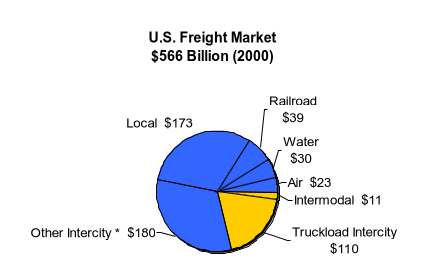 U.S. Freight Market
$566 Billion (2000)
Railroad
$39
Local $173
Water
$30
Air $23
Intermodal $11
Truckload Intercity
$110
Other Intercity * $180